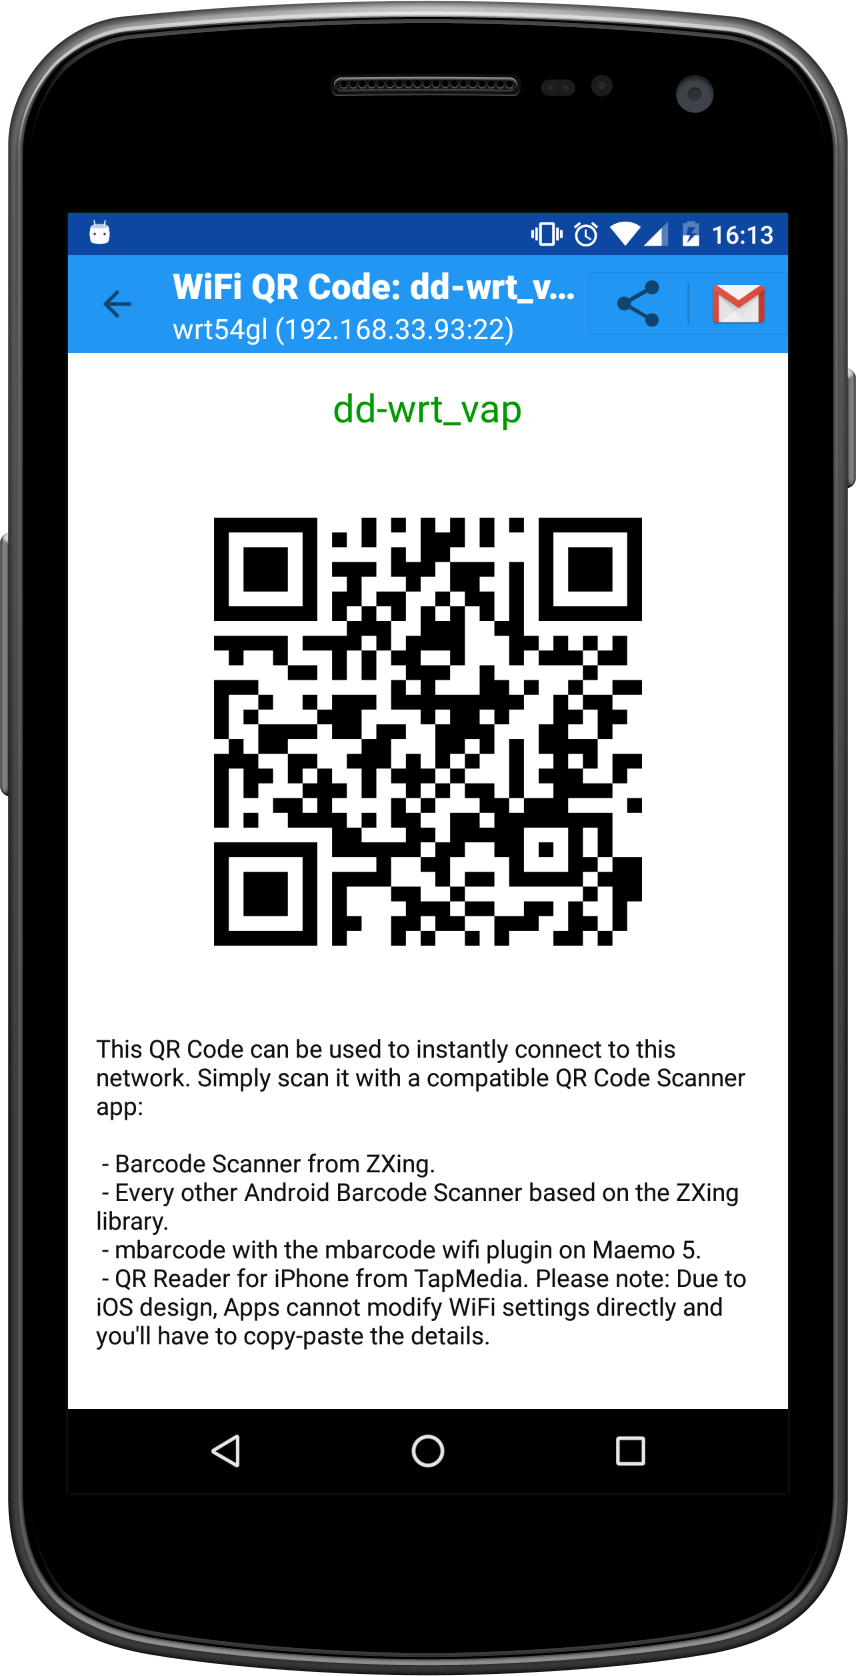 16:13
WiFi QR Code: dd-wrt_v...
wrt54gl (192.168.33.93:22)
dd-wrt_vap
This QR Code can be used to instantly connect to this
network. Simply scan it with a compatible QR Code Scanner
app:
- Barcode Scanner from ZXing.
- Every other Android Barcode Scanner based on the ZXing
library.
- mbarcode with the mbarcode wifi plugin on Maemo 5.
- QR Reader for iPhone from TapMedia. Please note: Due to
iOS design, Apps cannot modify WiFi settings directly and
you'll have to copy-paste the details.